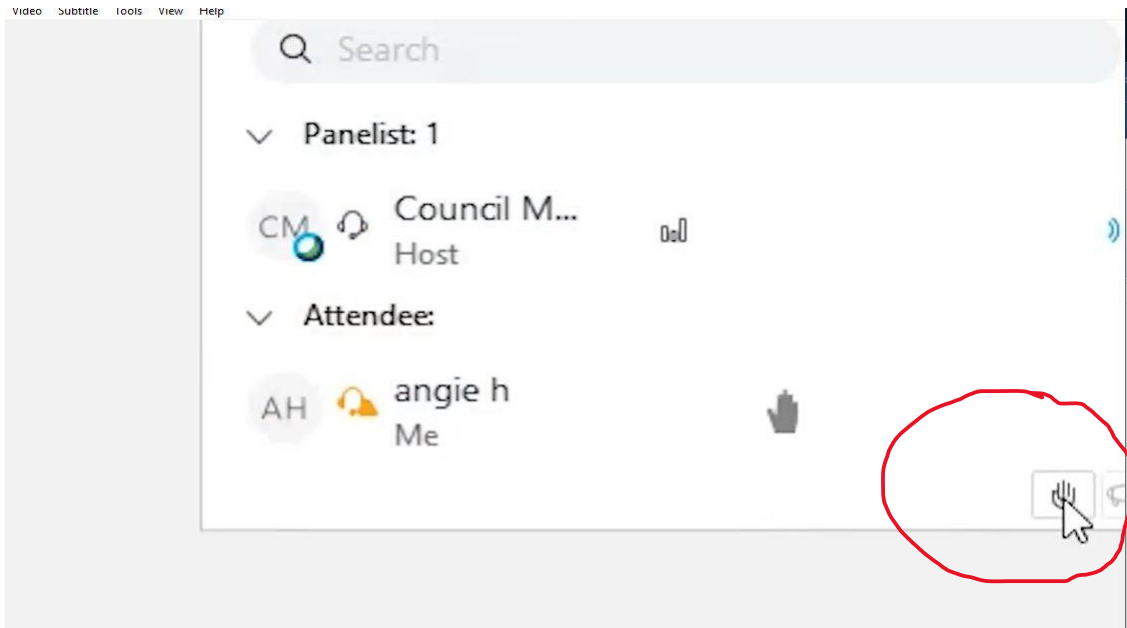 Video Subtitle Tools View Help
Search
Panelist: 1
CM
Council M...
Host
Attendee:
AH
angie h
Me